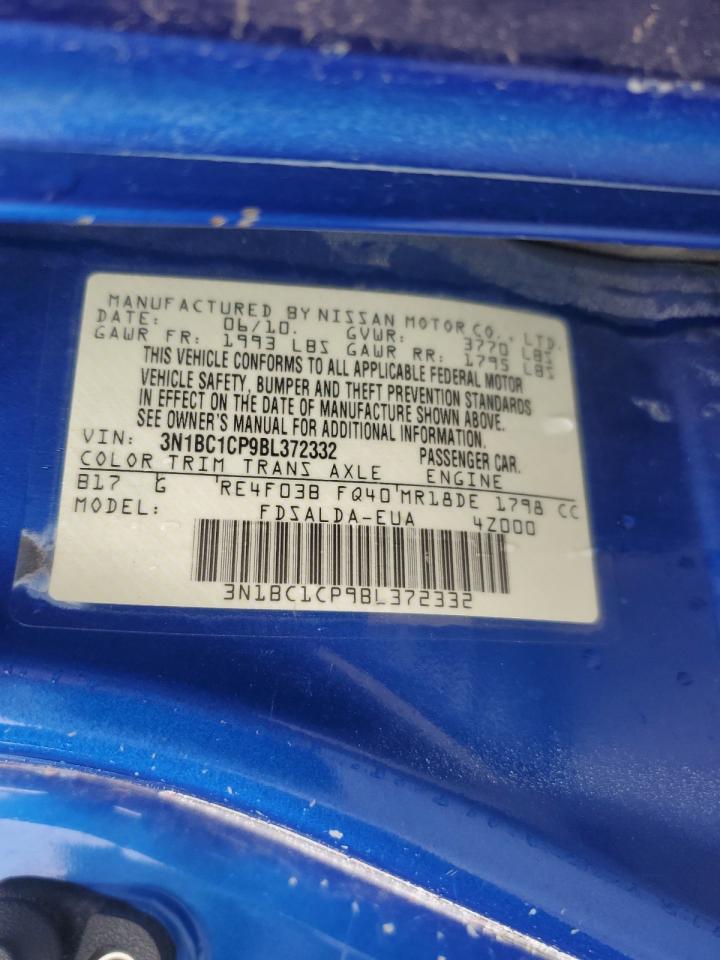 MANUFACTURED BY NISSAN MOTOR CO., LTD.
DATE: 06/10. GVWR: 3770 LBS
GAWR FR: 1993 LBS GAWR RR: 1795 LBS
THIS VEHICLE CONFORMS TO ALL APPLICABLE FEDERAL MOTOR
VEHICLE SAFETY, BUMPER AND THEFT PREVENTION STANDARDS
IN EFFECT ON THE DATE OF MANUFACTURE SHOWN ABOVE.
SEE OWNER'S MANUAL FOR ADDITIONAL INFORMATION.
VIN: 3N1BC1CP9BL372332 PASSENGER CAR.
COLOR TRIM TRANS AXLE ENGINE
B17 G RE4F03B FQ40 MR18DE 1798 CC
MODEL: FDSALDA-EUA 4Z000
3N1BC1CP9BL372332